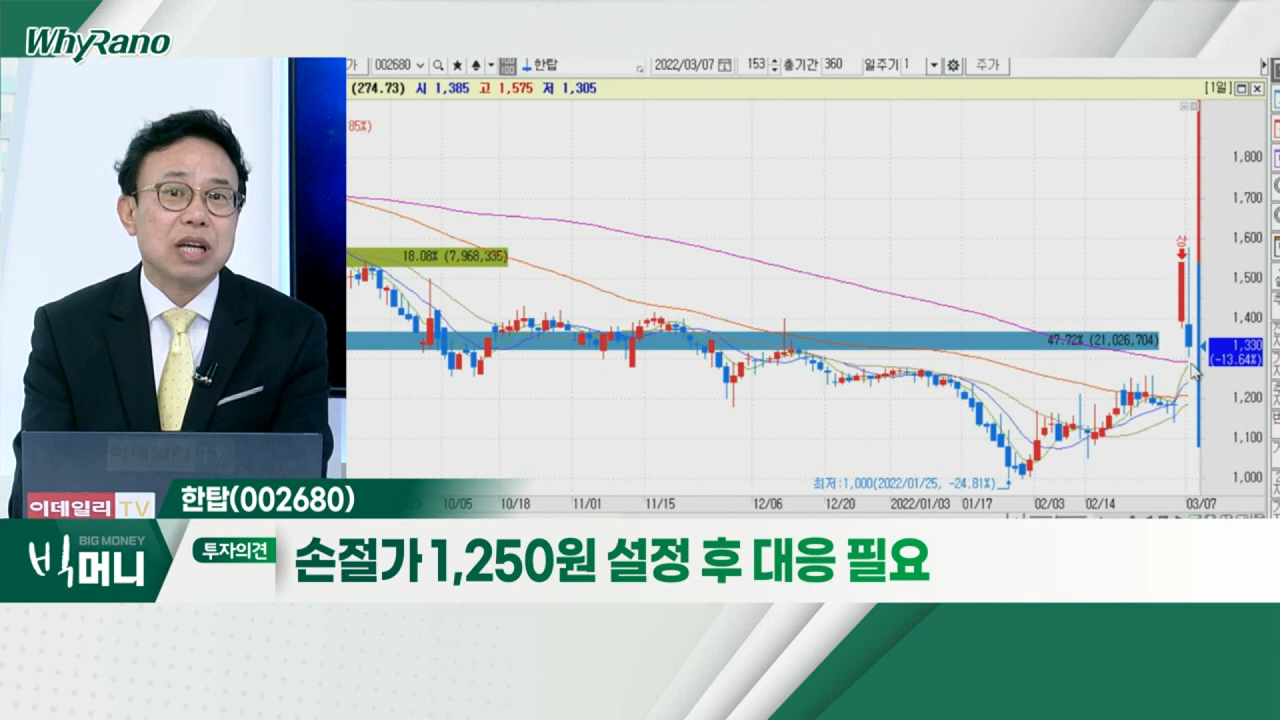 WhyRano
가 002680 한탑 2022/03/07 153 총기간 360 일주기 1 주가
(274.73) 시 1,385 고 1,575 저 1,305 [1일]
85%)
1,800
1,700
1,600
상
18.08% (7,968,335)
1,500
1,400
47.72% (21,026,704)
1,330
(-13.64%)
1,200
1,100
1,000
최저:1,000(2022/01/25, -24.81%)
10/05 10/18 11/01 11/15 12/06 12/20 2022/01/03 01/17 02/03 02/14 03/07
이데일리 TV
한탑(002680)
BIG MONEY
빅머니
투자의견
손절가 1,250원 설정 후 대응 필요